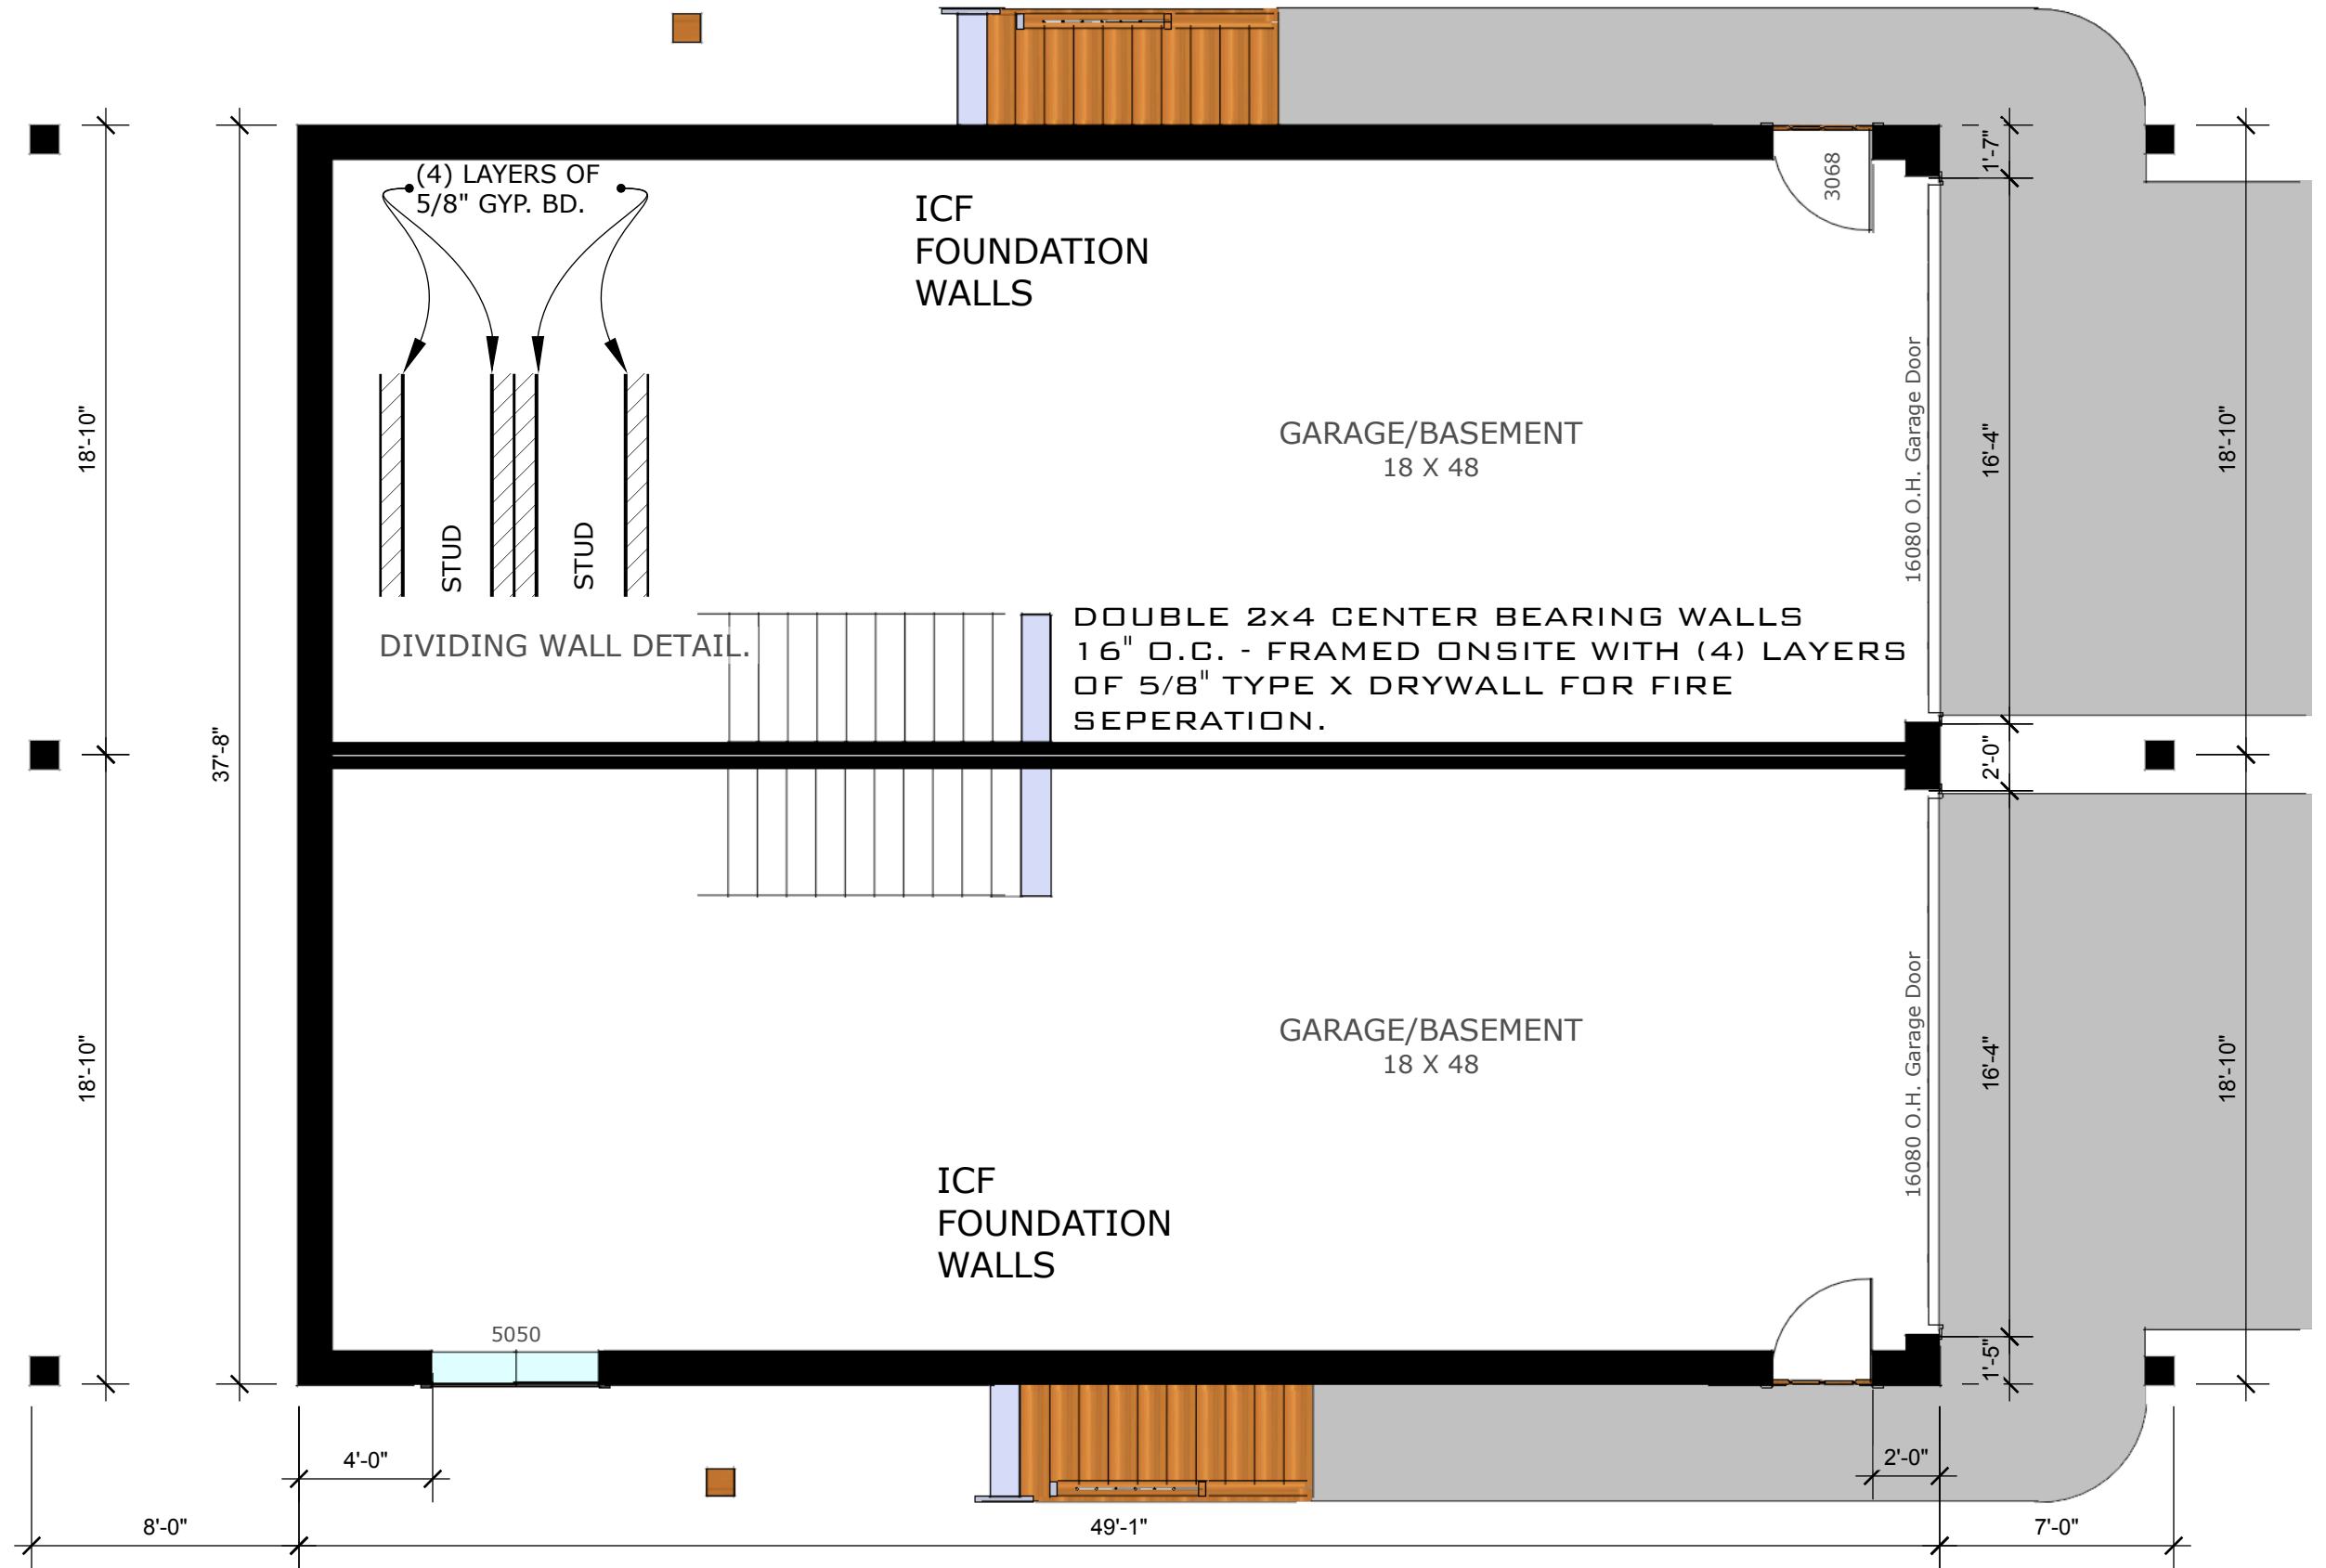 (4) LAYERS OF
5/8" GYP. BD.
ICF
FOUNDATION
WALLS
3068
1'-7"
18'-10"
GARAGE/BASEMENT
18 X 48
16080 O.H. Garage Door
16'-4"
18'-10"
STUD
STUD
DIVIDING WALL DETAIL.
DOUBLE 2x4 CENTER BEARING WALLS
16" O.C. - FRAMED ONSITE WITH (4) LAYERS
OF 5/8" TYPE X DRYWALL FOR FIRE
SEPERATION.
37'-8"
2'-0"
18'-10"
GARAGE/BASEMENT
18 X 48
16080 O.H. Garage Door
16'-4"
18'-10"
ICF
FOUNDATION
WALLS
5050
1'-5"
4'-0"
2'-0"
8'-0"
49'-1"
7'-0"